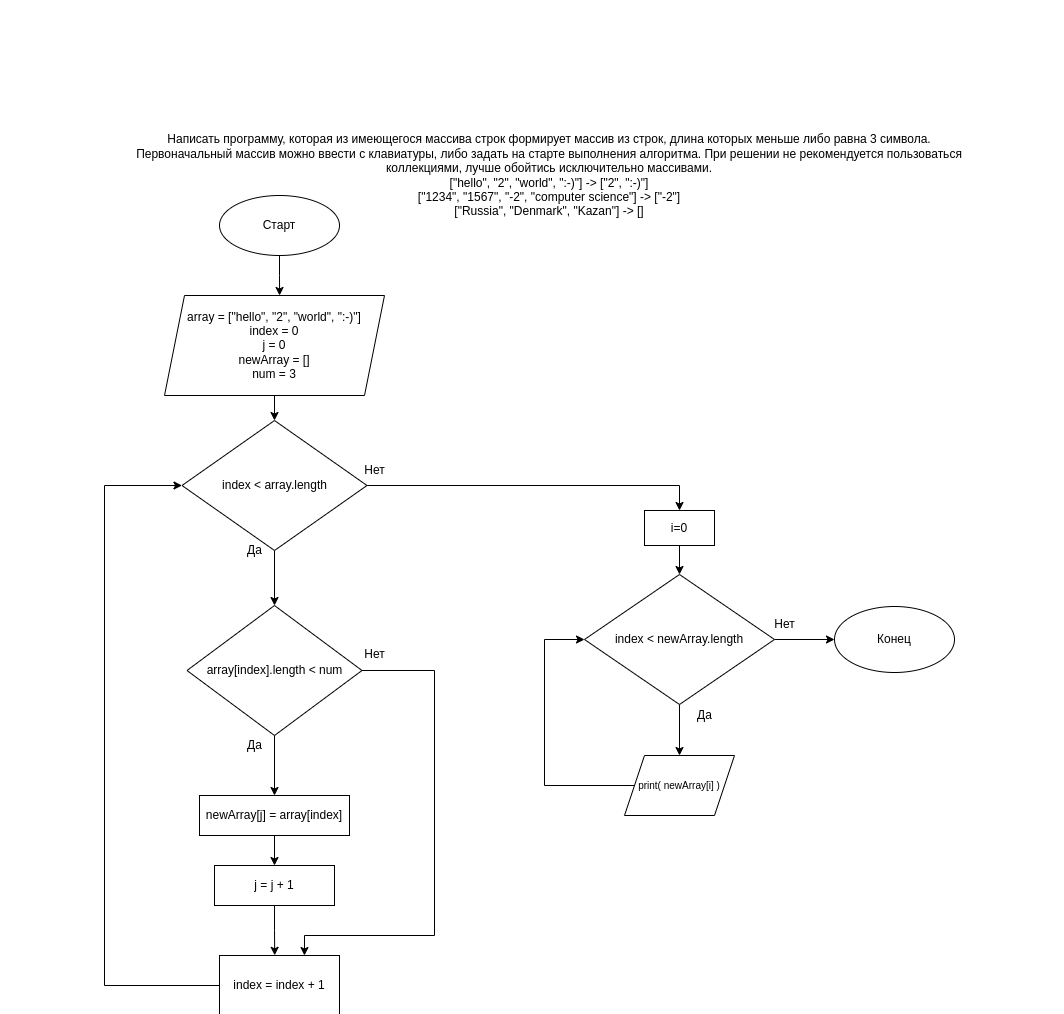 Написать программу, которая из имеющегося массива строк формирует массив из строк, длина которых меньше либо равна 3 символа.
Первоначальный массив можно ввести с клавиатуры, либо задать на старте выполнения алгоритма. При решении не рекомендуется пользоваться
коллекциями, лучше обойтись исключительно массивами.
["hello", "2", "world", ":-)"] -> ["2", ":-)"]
["1234", "1567", "-2", "computer science"] -> ["-2"]
["Russia", "Denmark", "Kazan"] -> []
Старт
array = ["hello", "2", "world", ":-)"]
index = 0
j = 0
newArray = []
num = 3
index < array.length
Нет
Да
i=0
index < newArray.length
Нет
Конец
Да
print( newArray[i] )
array[index].length < num
Нет
Да
newArray[j] = array[index]
j = j + 1
index = index + 1